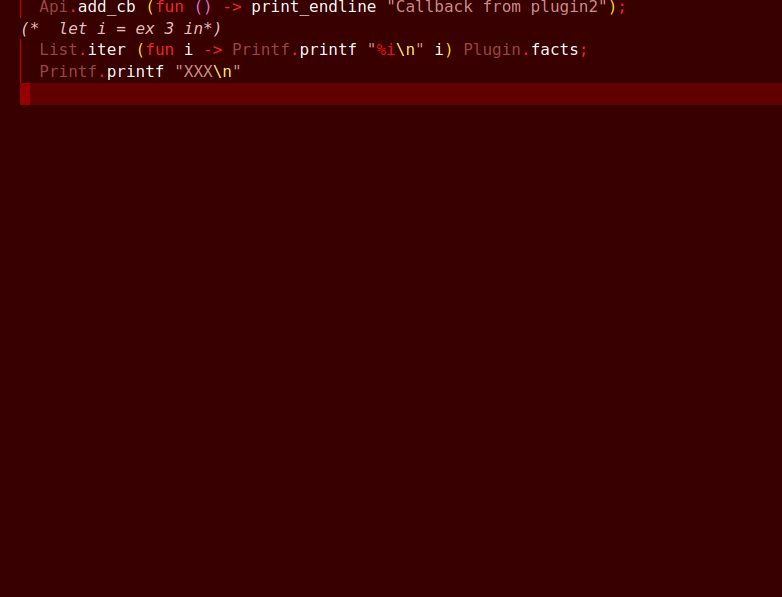 Api.add_cb (fun () -> print_endline "Callback from plugin2");
(*  let i = ex 3 in*)
List.iter (fun i -> Printf.printf "%i\n" i) Plugin.facts;
Printf.printf "XXX\n"